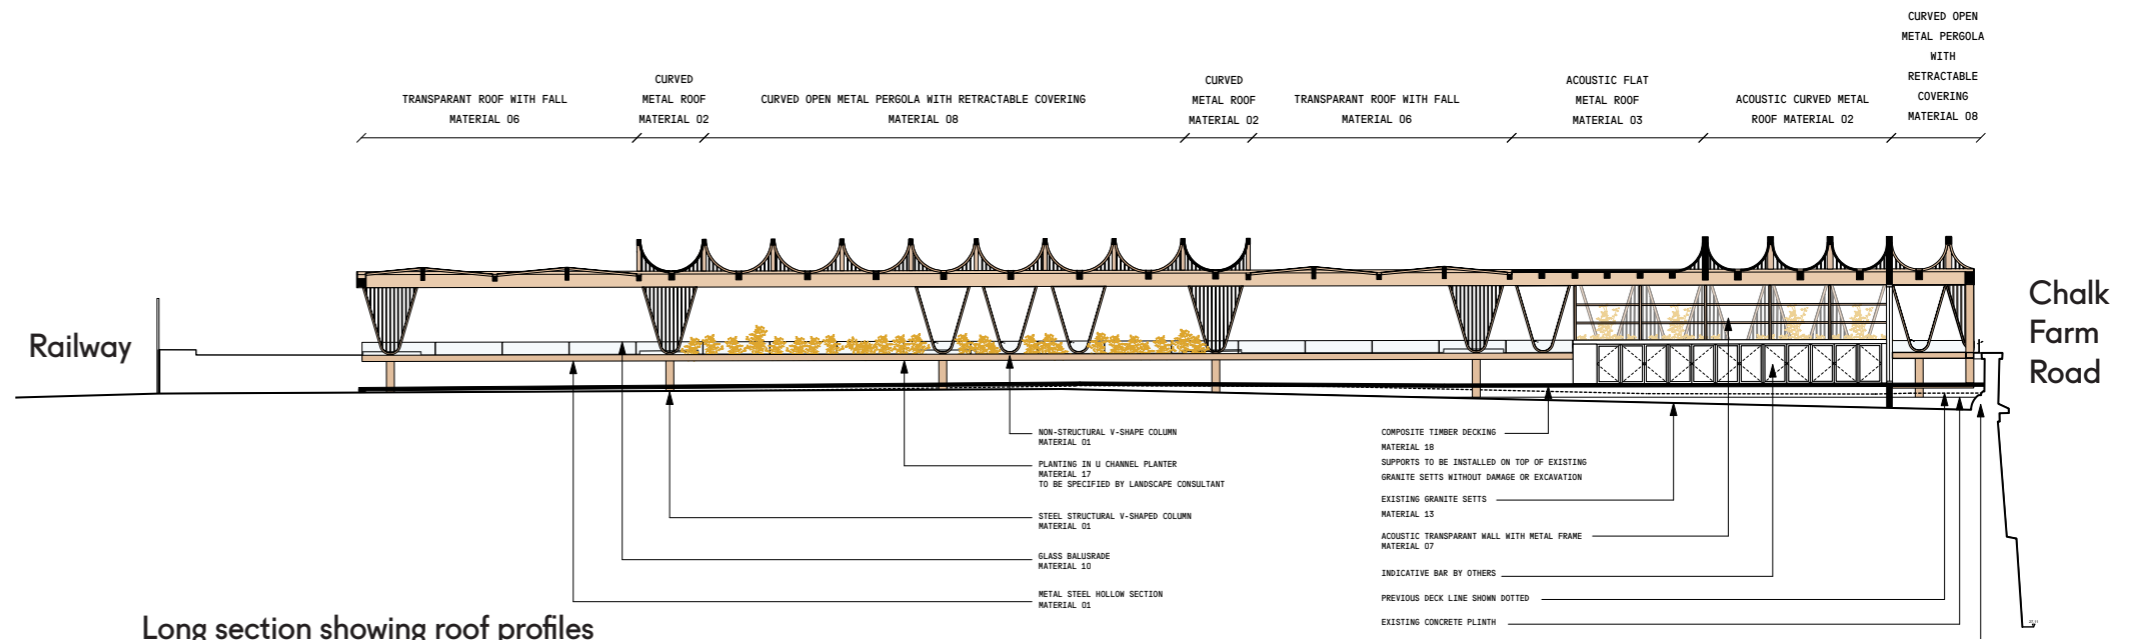 CURVED OPEN
METAL PERGOLA
WITH
RETRACTABLE
COVERING
MATERIAL 08
TRANSPARANT ROOF WITH FALL
MATERIAL 06
CURVED
METAL ROOF
MATERIAL 02
CURVED OPEN METAL PERGOLA WITH RETRACTABLE COVERING
MATERIAL 08
CURVED
METAL ROOF
MATERIAL 02
TRANSPARANT ROOF WITH FALL
MATERIAL 06
ACOUSTIC FLAT
METAL ROOF
MATERIAL 03
ACOUSTIC CURVED METAL
ROOF MATERIAL 02
Railway
Chalk
Farm
Road
NON-STRUCTURAL V-SHAPE COLUMN
MATERIAL 01
PLANTING IN U CHANNEL PLANTER
MATERIAL 17
TO BE SPECIFIED BY LANDSCAPE CONSULTANT
STEEL STRUCTURAL V-SHAPED COLUMN
MATERIAL 01
GLASS BALUSRADE
MATERIAL 10
METAL STEEL HOLLOW SECTION
MATERIAL 01
COMPOSITE TIMBER DECKING
MATERIAL 18
SUPPORTS TO BE INSTALLED ON TOP OF EXISTING
GRANITE SETTS WITHOUT DAMAGE OR EXCAVATION
EXISTING GRANITE SETTS
MATERIAL 13
ACOUSTIC TRANSPARANT WALL WITH METAL FRAME
MATERIAL 07
INDICATIVE BAR BY OTHERS
PREVIOUS DECK LINE SHOWN DOTTED
EXISTING CONCRETE PLINTH
Long section showing roof profiles